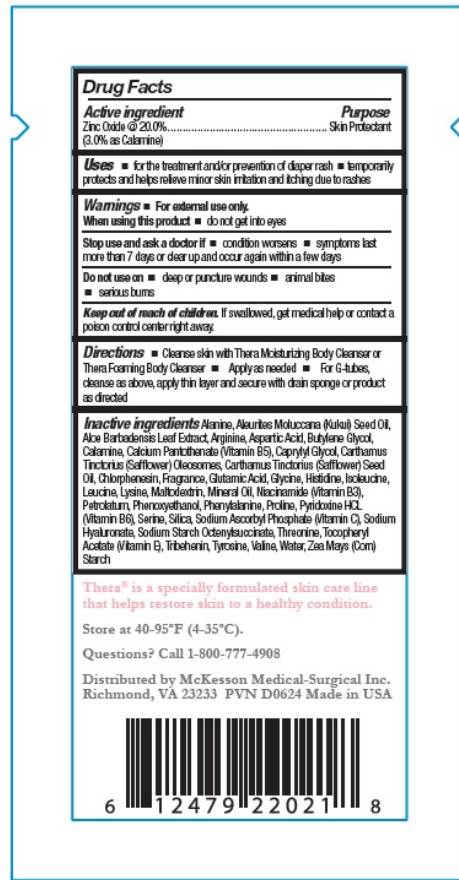 Drug Facts
Active ingredient Purpose
Zinc Oxide @ 20.0%........................................................ Skin Protectant
(3.0% as Calamine)
Uses ▪ for the treatment and/or prevention of diaper rash ▪ temporarily
protects and helps relieve minor skin irritation and itching due to rashes
Warnings ▪ For external use only.
When using this product ▪ do not get into eyes
Stop use and ask a doctor if ▪ condition worsens ▪ symptoms last
more than 7 days or clear up and occur again within a few days
Do not use on ▪ deep or puncture wounds ▪ animal bites
▪ serious burns
Keep out of reach of children. If swallowed, get medical help or contact a
poison control center right away.
Directions ▪ Cleanse skin with Thera Moisturizing Body Cleanser or
Thera Foaming Body Cleanser ▪ Apply as needed ▪ For G-tubes,
cleanse as above, apply thin layer and secure with drain sponge or product
as directed
Inactive ingredients Alanine, Aleurites Moluccana (Kukui) Seed Oil,
Aloe Barbadensis Leaf Extract, Arginine, Aspartic Acid, Butylene Glycol,
Calamine, Calcium Pantothenate (Vitamin B5), Caprylyl Glycol, Carthamus
Tinctorius (Safflower) Oleosomes, Carthamus Tinctorius (Safflower) Seed
Oil, Chlorphenesin, Fragrance, Glutamic Acid, Glycine, Histidine, Isoleucine,
Leucine, Lysine, Maltodextrin, Mineral Oil, Niacinamide (Vitamin B3),
Petrolatum, Phenoxyethanol, Phenylalanine, Proline, Pyridoxine HCL
(Vitamin B6), Serine, Silica, Sodium Ascorbyl Phosphate (Vitamin C), Sodium
Hyaluronate, Sodium Starch Octenylsuccinate, Threonine, Tocopheryl
Acetate (Vitamin E), Tribehenin, Tyrosine, Valine, Water, Zea Mays (Corn)
Starch
Thera® is a specially formulated skin care line
that helps restore skin to a healthy condition.
Store at 40-95°F (4-35°C).
Questions? Call 1-800-777-4908
Distributed by McKesson Medical-Surgical Inc.
Richmond, VA 23233 PVN D0624 Made in USA
6 12479 22021 8